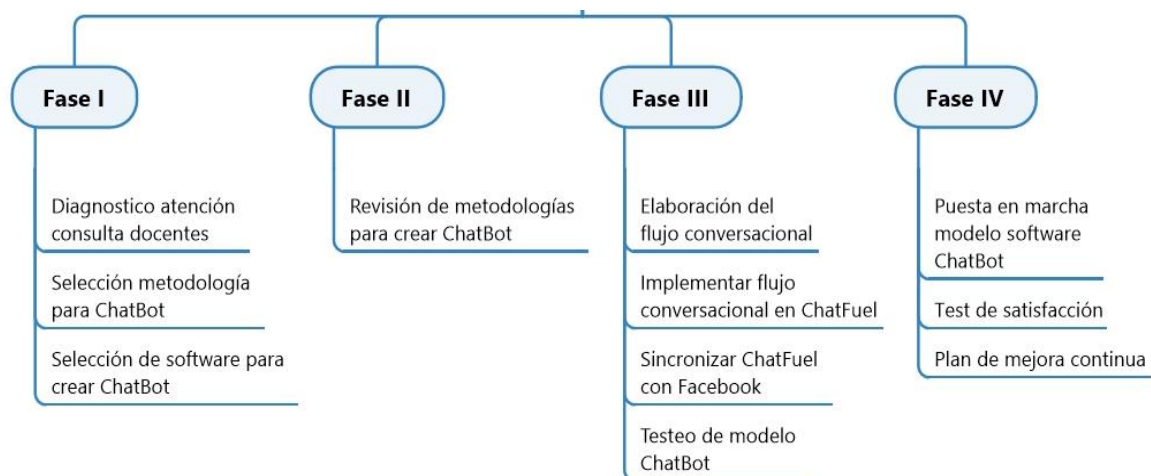 Fase I
Diagnostico atención
consulta docentes
Selección metodología
para ChatBot
Selección de software para
crear ChatBot
Fase II
Revisión de metodologías
para crear ChatBot
Fase III
Elaboración del
flujo conversacional
Implementar flujo
conversacional en ChatFuel
Sincronizar ChatFuel
con Facebook
Testeo de modelo
ChatBot
Fase IV
Puesta en marcha
modelo software
ChatBot
Test de satisfacción
Plan de mejora continua